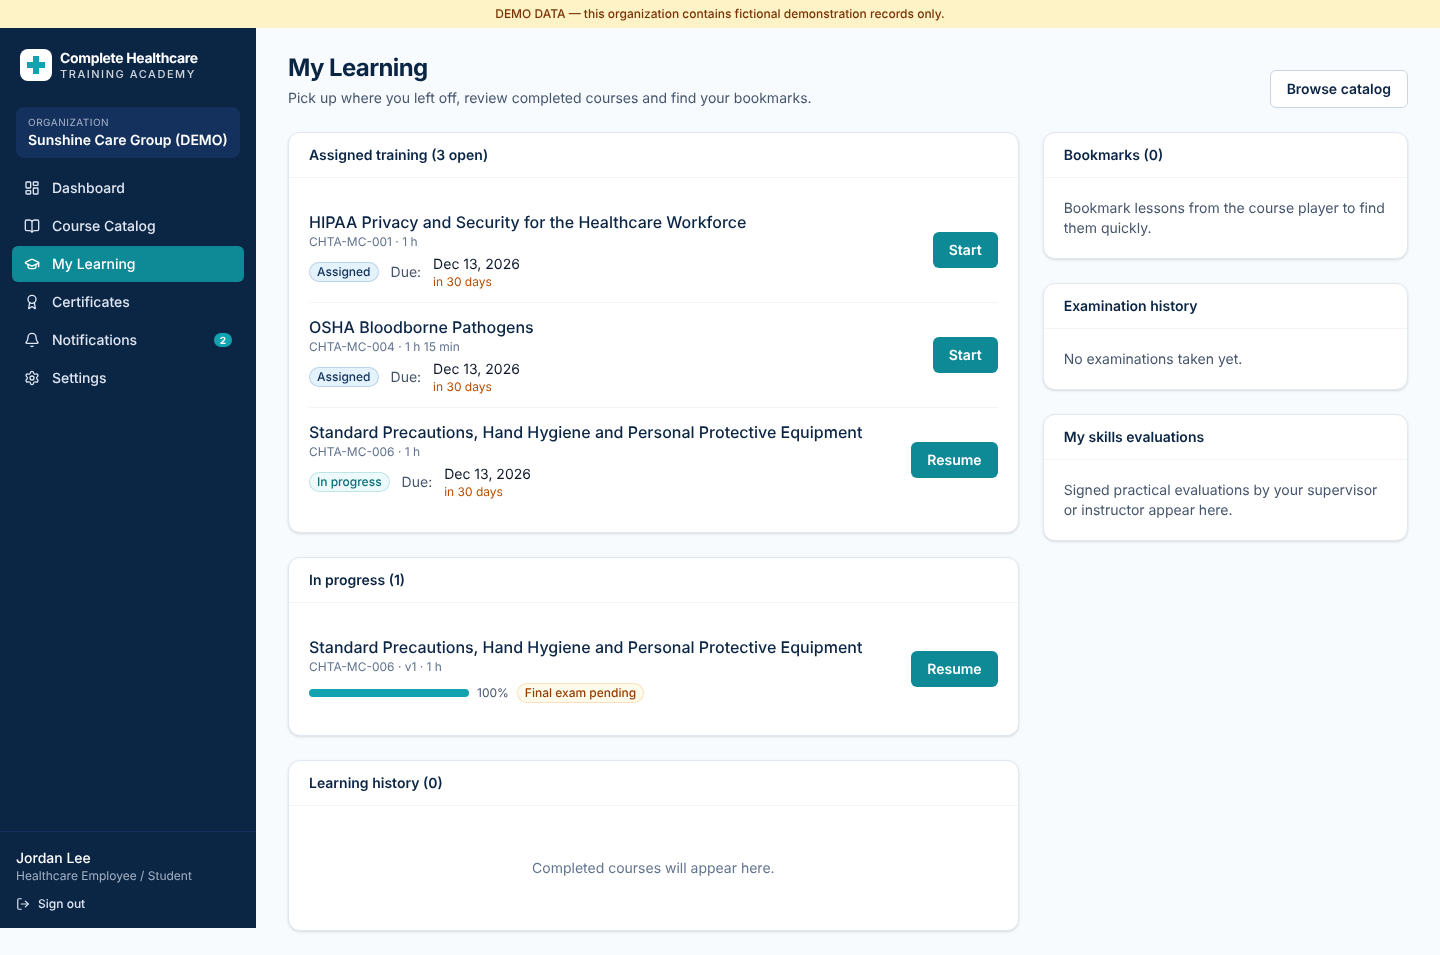 DEMO DATA — this organization contains fictional demonstration records only.
Complete Healthcare
TRAINING ACADEMY
ORGANIZATION
Sunshine Care Group (DEMO)
Dashboard
Course Catalog
My Learning
Certificates
Notifications 2
Settings
Jordan Lee
Healthcare Employee / Student
Sign out
My Learning
Pick up where you left off, review completed courses and find your bookmarks.
Browse catalog
Assigned training (3 open)
HIPAA Privacy and Security for the Healthcare Workforce
CHTA-MC-001 · 1 h
Assigned Due: Dec 13, 2026
in 30 days
Start
OSHA Bloodborne Pathogens
CHTA-MC-004 · 1 h 15 min
Assigned Due: Dec 13, 2026
in 30 days
Start
Standard Precautions, Hand Hygiene and Personal Protective Equipment
CHTA-MC-006 · 1 h
In progress Due: Dec 13, 2026
in 30 days
Resume
In progress (1)
Standard Precautions, Hand Hygiene and Personal Protective Equipment
CHTA-MC-006 · v1 · 1 h
100% Final exam pending
Resume
Learning history (0)
Completed courses will appear here.
Bookmarks (0)
Bookmark lessons from the course player to find
them quickly.
Examination history
No examinations taken yet.
My skills evaluations
Signed practical evaluations by your supervisor
or instructor appear here.